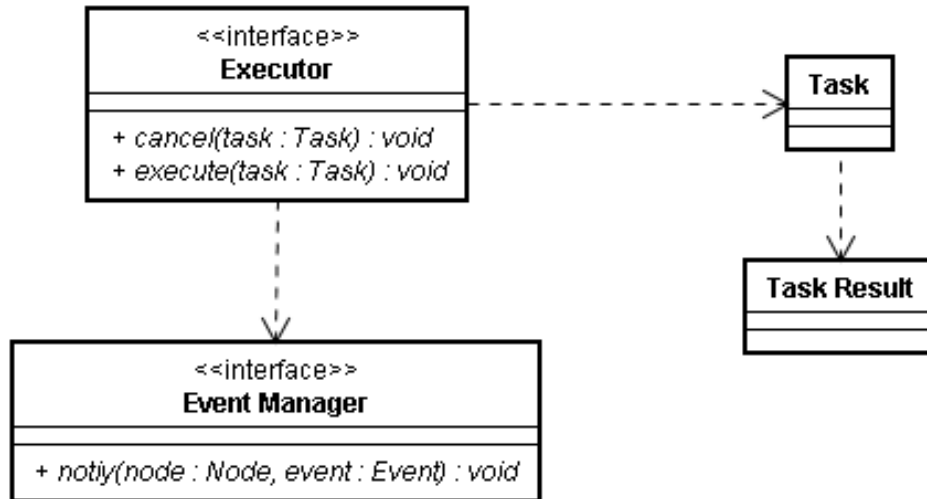 <<interface>>
Executor
+ cancel(task : Task) : void
+ execute(task : Task) : void
Task
Task Result
<<interface>>
Event Manager
+ notiy(node : Node, event : Event) : void